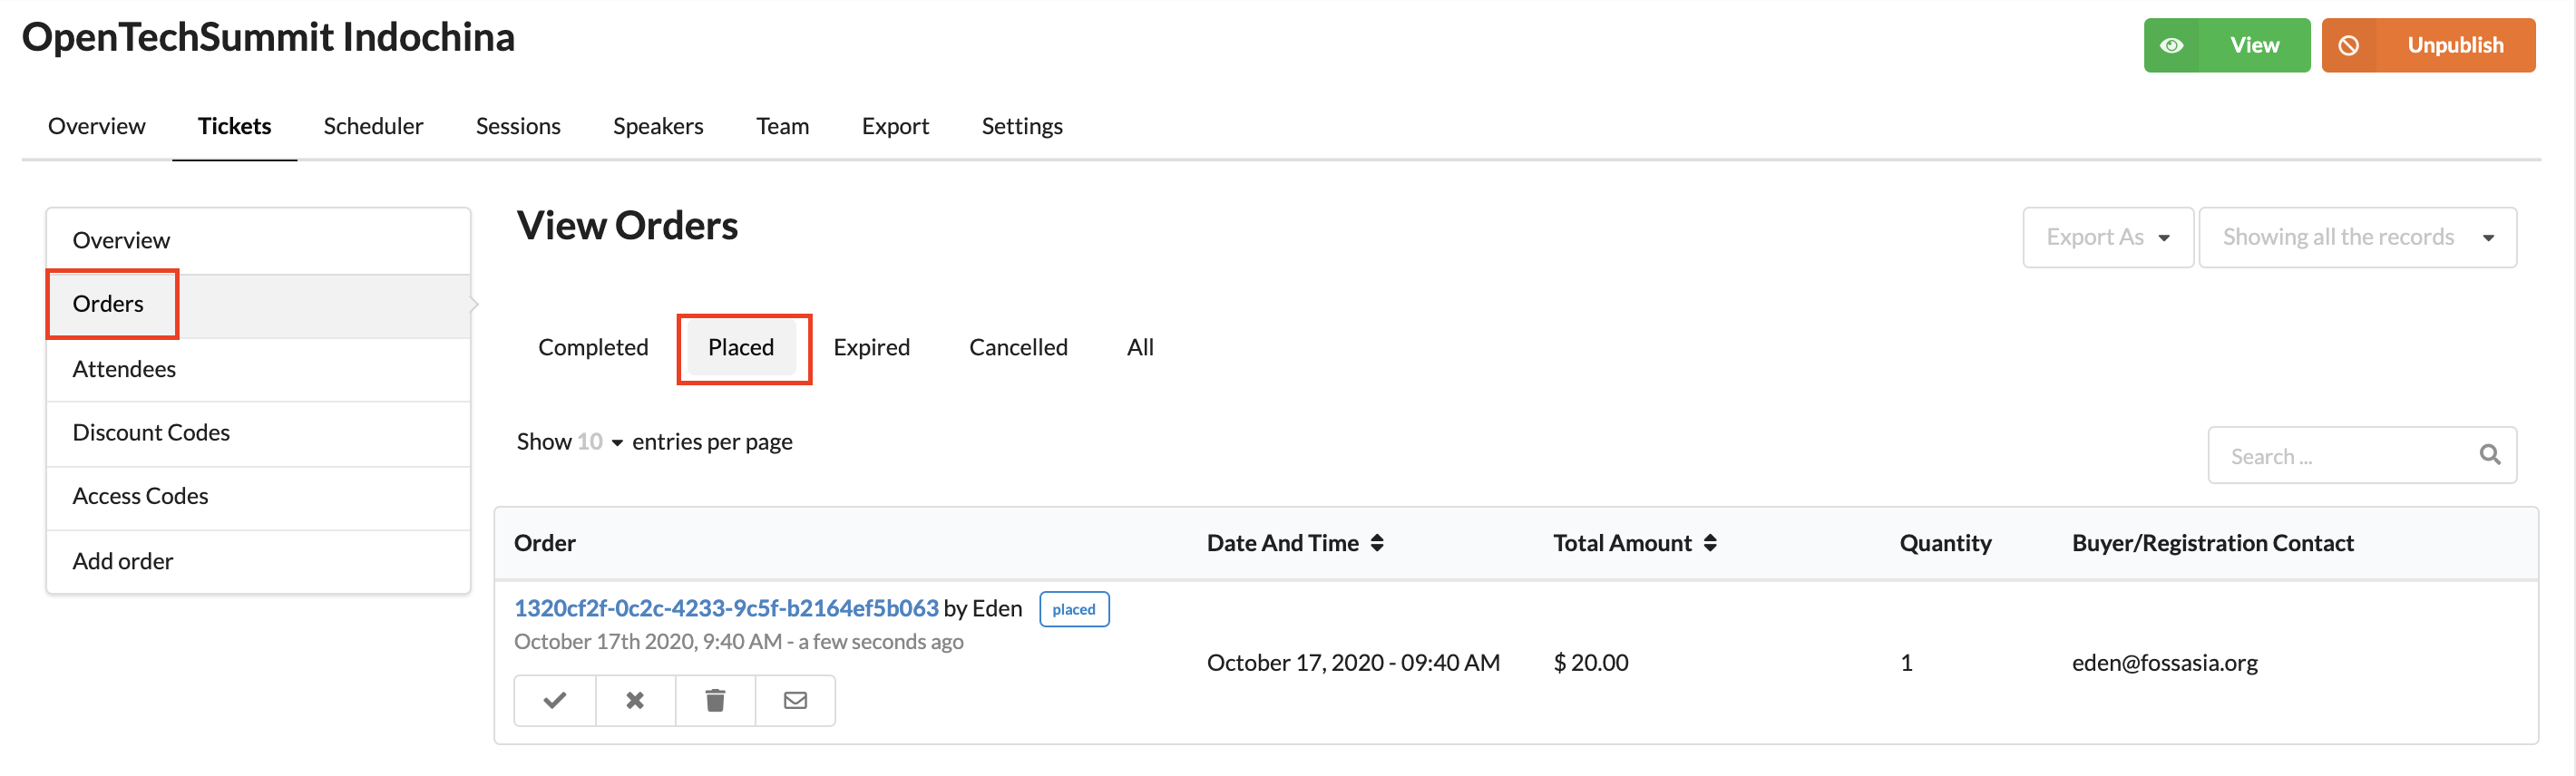 OpenTechSummit Indochina
View
Unpublish
Overview Tickets Scheduler Sessions Speakers Team Export Settings
Overview
Orders
Attendees
Discount Codes
Access Codes
Add order
View Orders
Export As
Showing all the records
Completed Placed Expired Cancelled All
Show 10 entries per page
Search ...
Order Date And Time Total Amount Quantity Buyer/Registration Contact
1320cf2f-0c2c-4233-9c5f-b2164ef5b063 by Eden placed
October 17th 2020, 9:40 AM - a few seconds ago
October 17, 2020 - 09:40 AM $ 20.00 1 eden@fossasia.org